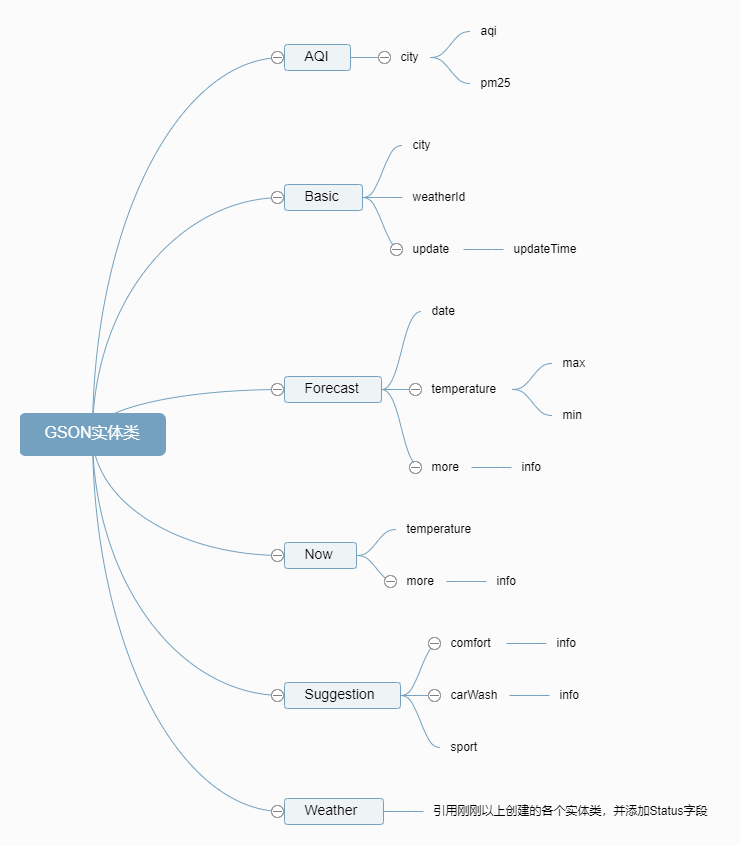 GSON实体类
AQI
city
aqi
pm25
Basic
city
weatherId
update
updateTime
Forecast
date
temperature
max
min
more
info
Now
temperature
more
info
Suggestion
comfort
info
carWash
info
sport
Weather
引用刚刚以上创建的各个实体类，并添加Status字段